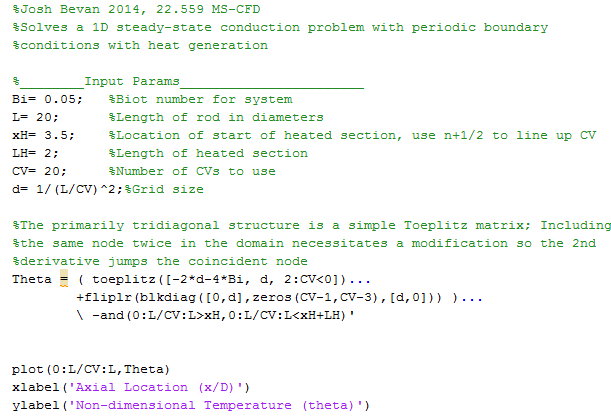 %Josh Bevan 2014, 22.559 MS-CFD
%Solves a 1D steady-state conduction problem with periodic boundary
%conditions with heat generation
%________Input Params_______________________
Bi= 0.05;   %Biot number for system
L= 20;      %Length of rod in diameters
xH= 3.5;    %Location of start of heated section, use n+1/2 to line up CV
LH= 2;      %Length of heated section
CV= 20;     %Number of CVs to use
d= 1/(L/CV)^2;%Grid size
%The primarily tridiagonal structure is a simple Toeplitz matrix; Including
%the same node twice in the domain necessitates a modification so the 2nd
%derivative jumps the coincident node
Theta = ( toeplitz([-2*d-4*Bi, d, 2:CV<0])...
+fliplr(blkdiag([0,d],zeros(CV-1,CV-3),[d,0])) )...
\ -and(0:L/CV:L>xH,0:L/CV:L<xH+LH)'
plot(0:L/CV:L,Theta)
xlabel('Axial Location (x/D)')
ylabel('Non-dimensional Temperature (theta)')